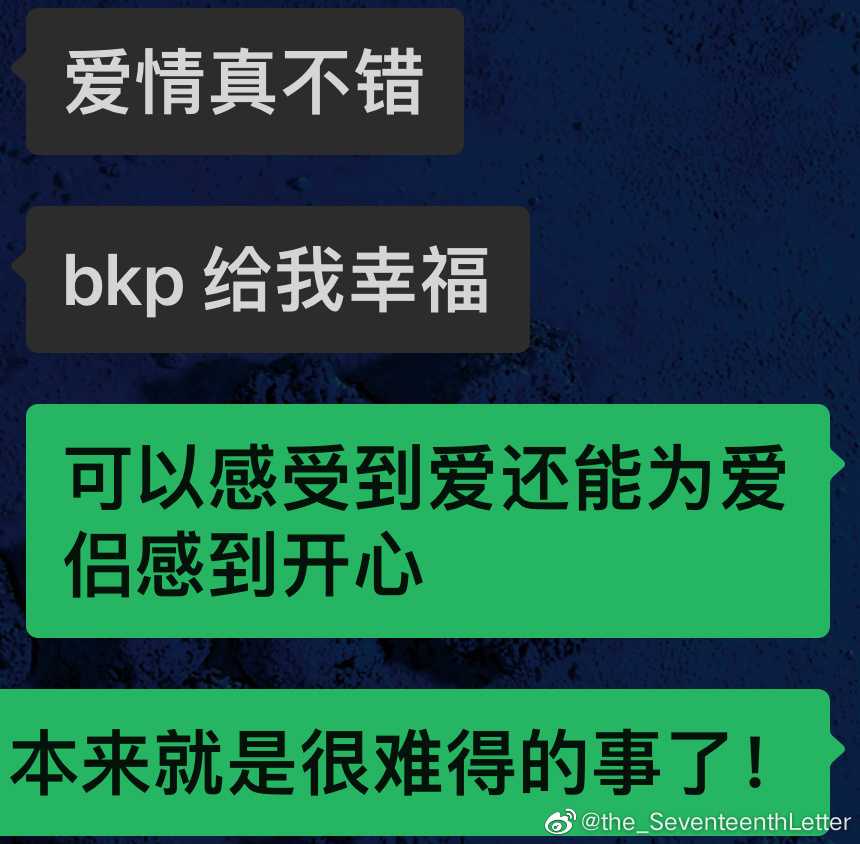 爱情真不错
bkp 给我幸福
可以感受到爱还能为爱
侣感到开心
本来就是很难得的事了！
@the_SeventeenthLetter